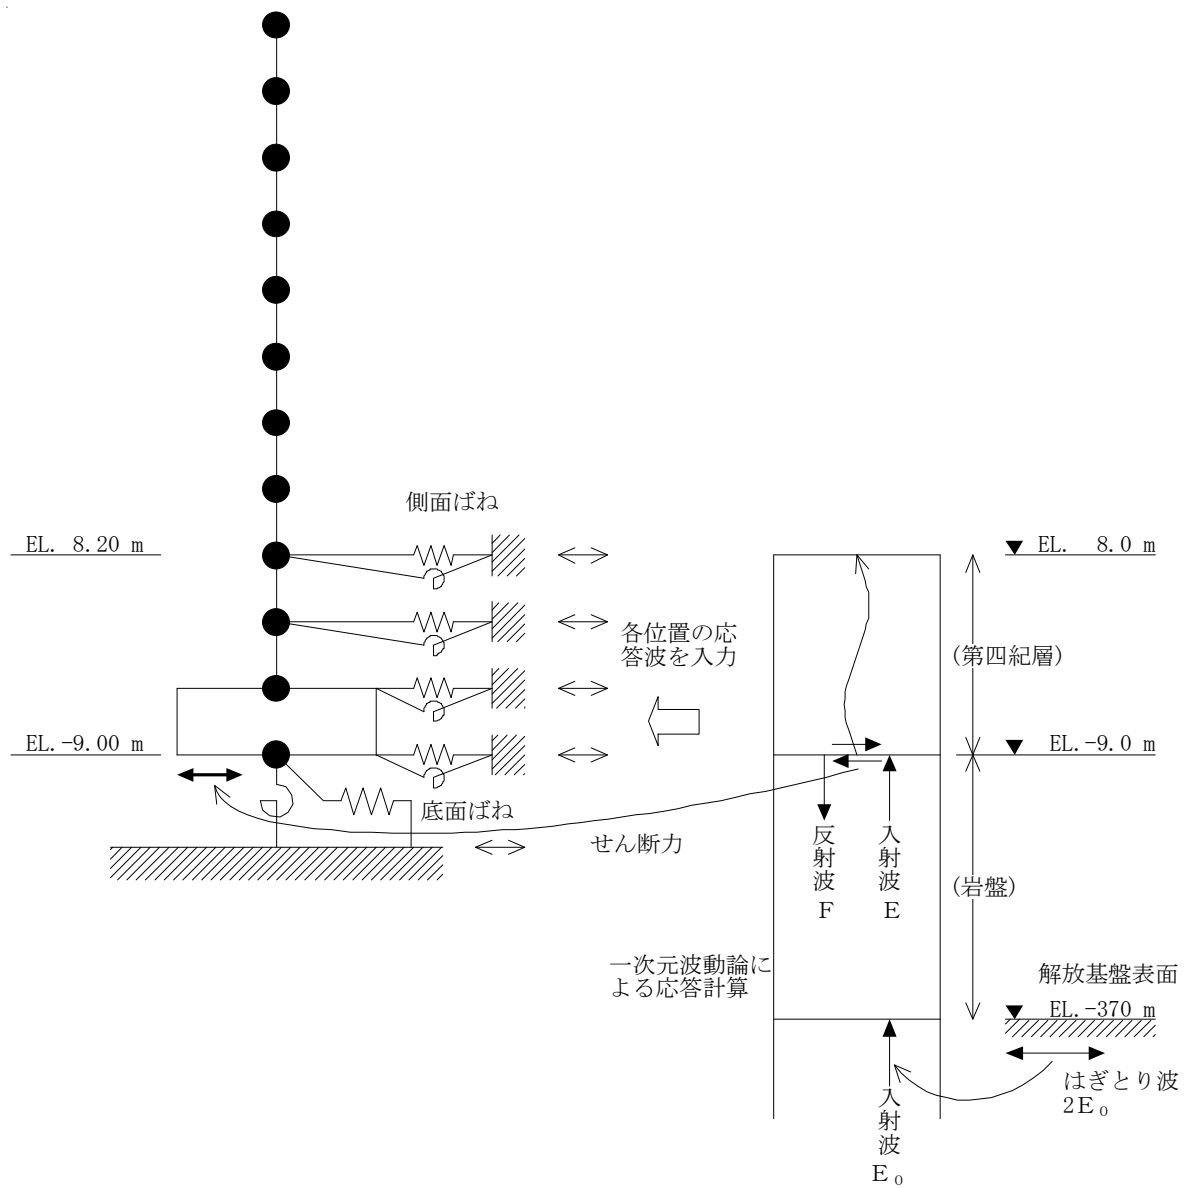 側面ばね
EL. 8.20 m
EL. 8.0 m
各位置の応
答波を入力
(第四紀層)
EL.-9.00 m
EL.-9.0 m
底面ばね
せん断力
反射波F
入射波E
(岩盤)
一次元波動論に
よる応答計算
解放基盤表面
EL.-370 m
はぎとり波
2E₀
入射波E₀